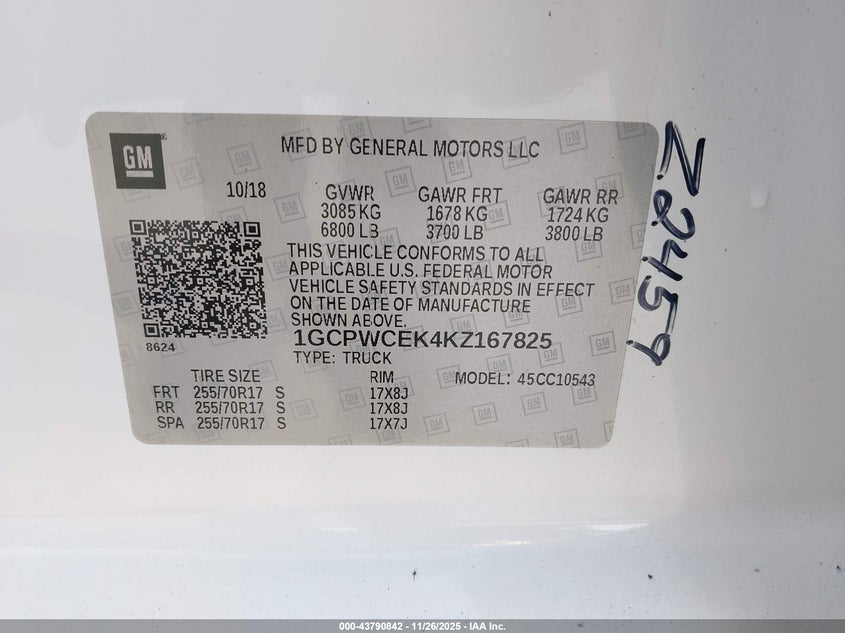 GM
MFD BY GENERAL MOTORS LLC
10/18
GVWR GAWR FRT GAWR RR
3085 KG 1678 KG 1724 KG
6800 LB 3700 LB 3800 LB
THIS VEHICLE CONFORMS TO ALL
APPLICABLE U.S. FEDERAL MOTOR
VEHICLE SAFETY STANDARDS IN EFFECT
ON THE DATE OF MANUFACTURE
SHOWN ABOVE.
8624
1GCPWCEK4KZ167825
TYPE: TRUCK
TIRE SIZE RIM MODEL: 45CC10543
FRT 255/70R17 S 17X8J
RR 255/70R17 S 17X8J
SPA 255/70R17 S 17X7J
000-43790842 - 11/26/2025 - IAA Inc.